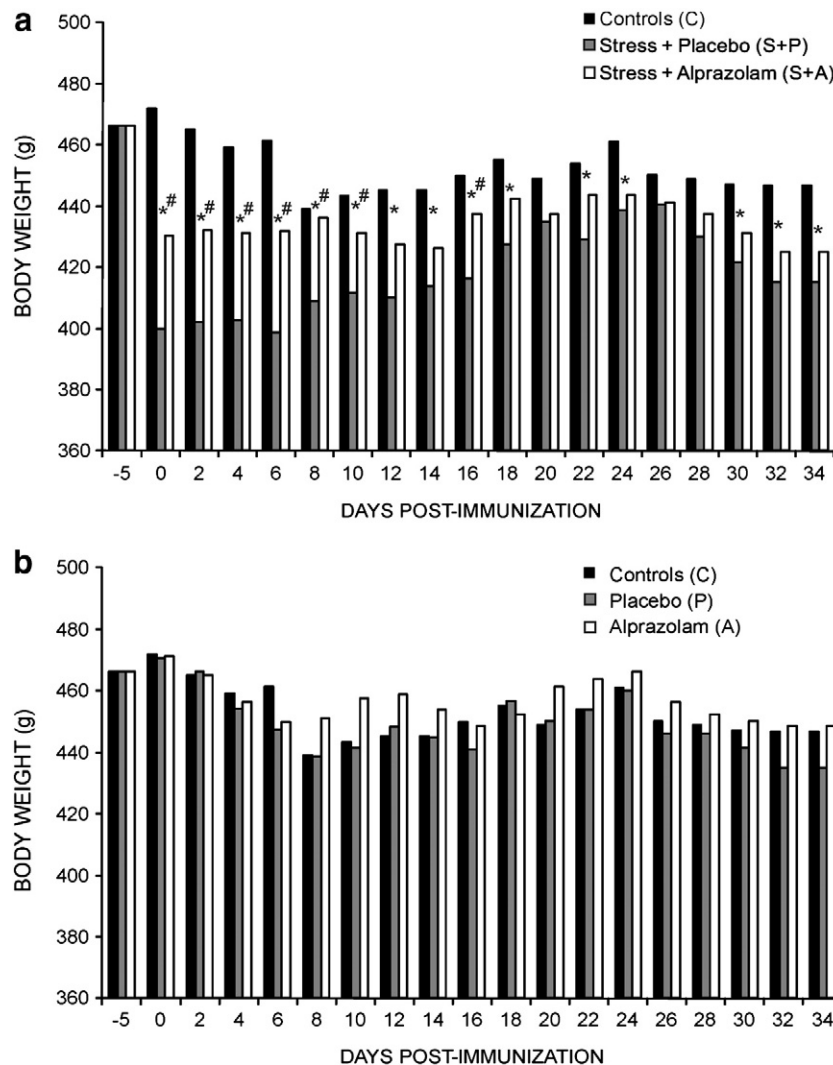 a
500
480
460
440
420
400
380
360
BODY WEIGHT (g)
Controls (C)
Stress + Placebo (S+P)
Stress + Alprazolam (S+A)
*# *# *# *# *# *# * * *# * * * * * *
-5 0 2 4 6 8 10 12 14 16 18 20 22 24 26 28 30 32 34
DAYS POST-IMMUNIZATION
b
500
480
460
440
420
400
380
360
BODY WEIGHT (g)
Controls (C)
Placebo (P)
Alprazolam (A)
-5 0 2 4 6 8 10 12 14 16 18 20 22 24 26 28 30 32 34
DAYS POST-IMMUNIZATION